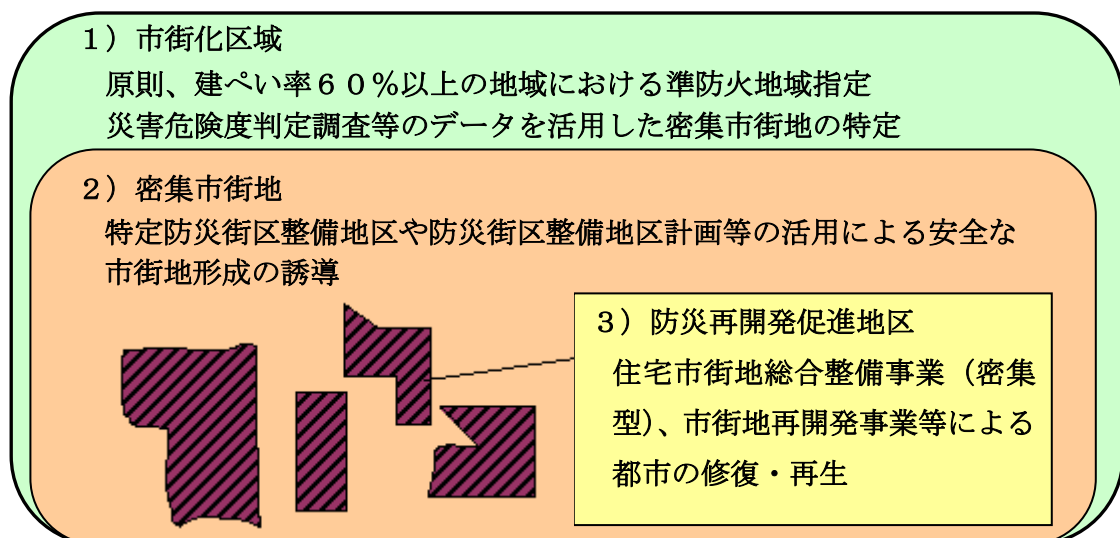 １）市街化区域
原則、建ぺい率６０％以上の地域における準防火地域指定
災害危険度判定調査等のデータを活用した密集市街地の特定
２）密集市街地
特定防災街区整備地区や防災街区整備地区計画等の活用による安全な
市街地形成の誘導
３）防災再開発促進地区
住宅市街地総合整備事業（密集
型）、市街地再開発事業等による
都市の修復・再生